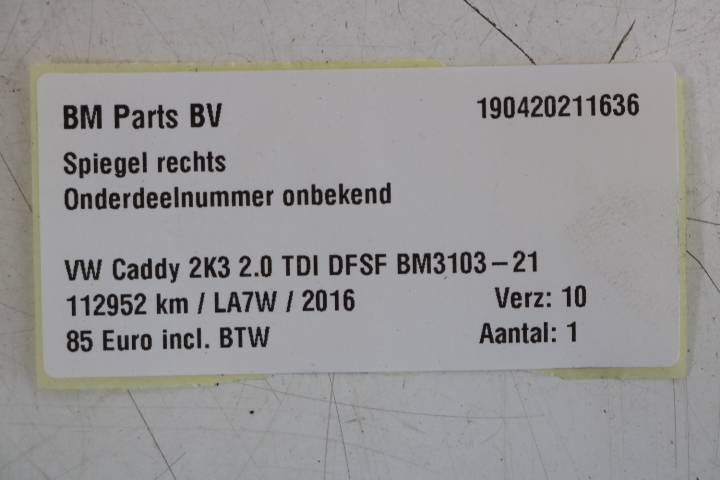 BM Parts BV 190420211636
Spiegel rechts
Onderdeelnummer onbekend
VW Caddy 2K3 2.0 TDI DFSF BM3103-21
112952 km / LA7W / 2016 Verz: 10
85 Euro incl. BTW Aantal: 1